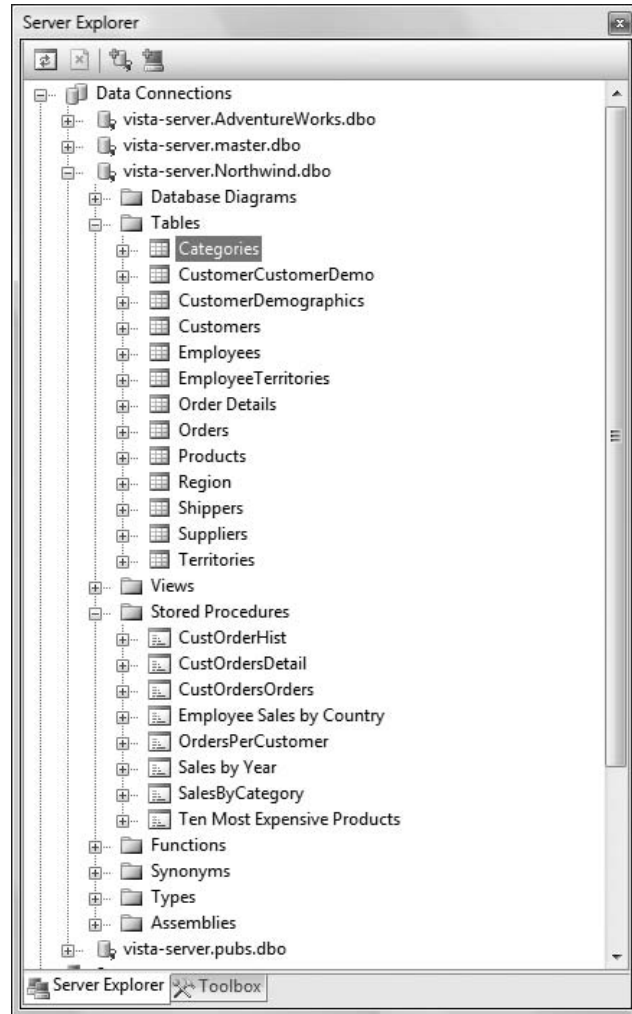 Server Explorer
Data Connections
vista-server.AdventureWorks.dbo
vista-server.master.dbo
vista-server.Northwind.dbo
Database Diagrams
Tables
Categories
CustomerCustomerDemo
CustomerDemographics
Customers
Employees
EmployeeTerritories
Order Details
Orders
Products
Region
Shippers
Suppliers
Territories
Views
Stored Procedures
CustOrderHist
CustOrdersDetail
CustOrdersOrders
Employee Sales by Country
OrdersPerCustomer
Sales by Year
SalesByCategory
Ten Most Expensive Products
Functions
Synonyms
Types
Assemblies
vista-server.pubs.dbo
Server Explorer Toolbox